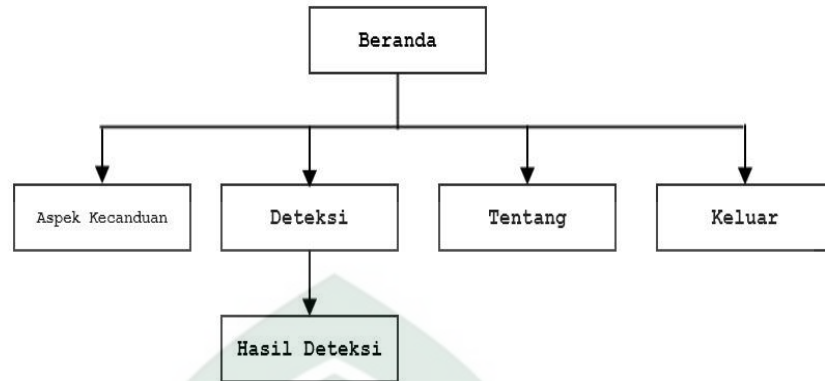 Beranda
Aspek Kecanduan
Deteksi
Tentang
Keluar
Hasil Deteksi